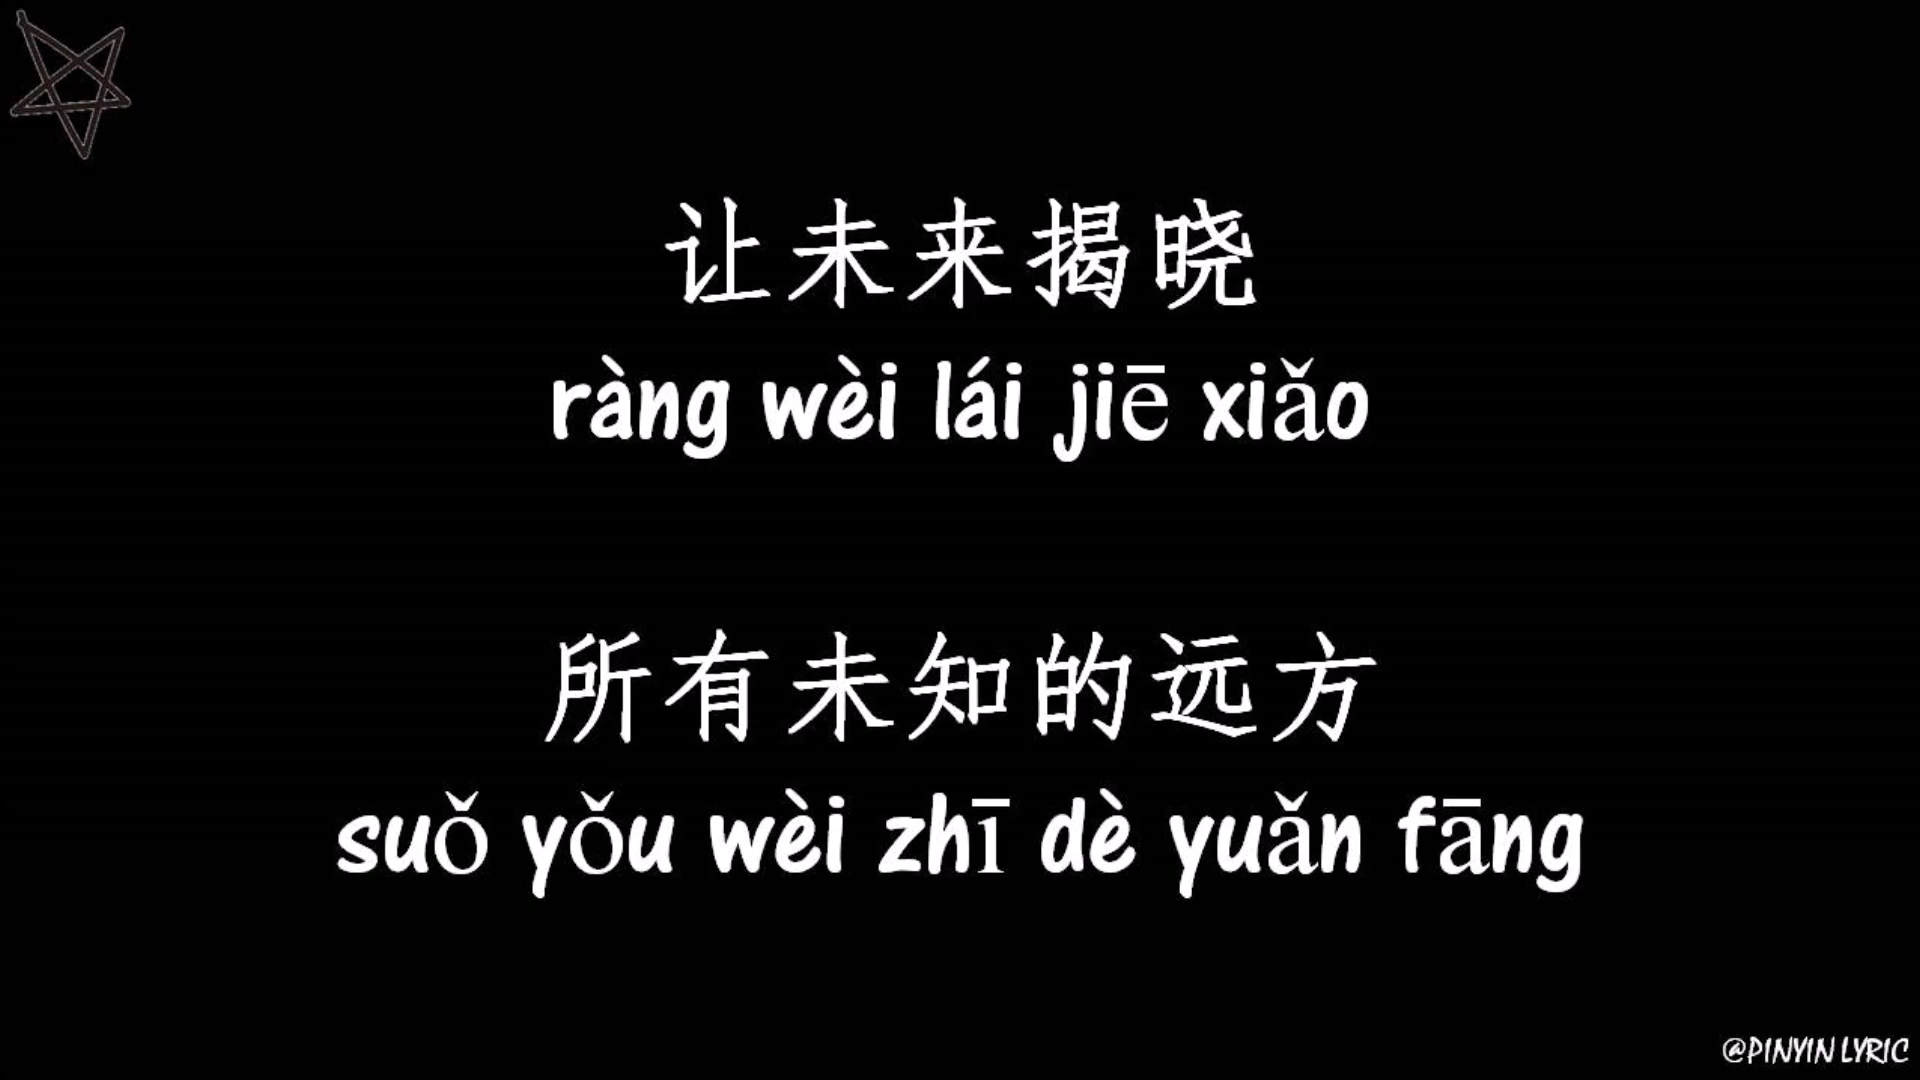 让未来揭晓
ràng wèi lái jiē xiǎo
所有未知的远方
suǒ yǒu wèi zhī dè yuǎn fāng
@PINYIN LYRIC